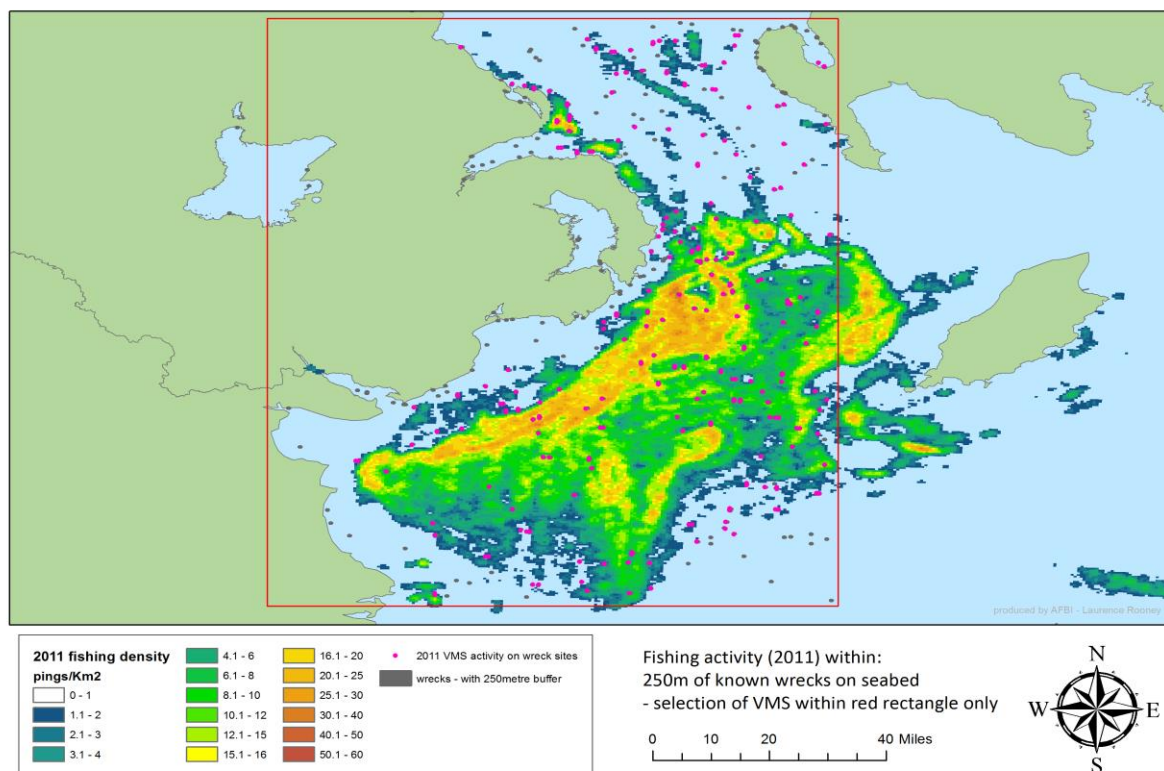 produced by AFBI - Laurence Rooney
2011 fishing density
pings/Km2
0 - 1
1.1 - 2
2.1 - 3
3.1 - 4
4.1 - 6
6.1 - 8
8.1 - 10
10.1 - 12
12.1 - 15
15.1 - 16
16.1 - 20
20.1 - 25
25.1 - 30
30.1 - 40
40.1 - 50
50.1 - 60
2011 VMS activity on wreck sites
wrecks - with 250metre buffer
Fishing activity (2011) within:
250m of known wrecks on seabed
- selection of VMS within red rectangle only
0 10 20 40 Miles
N
W E
S